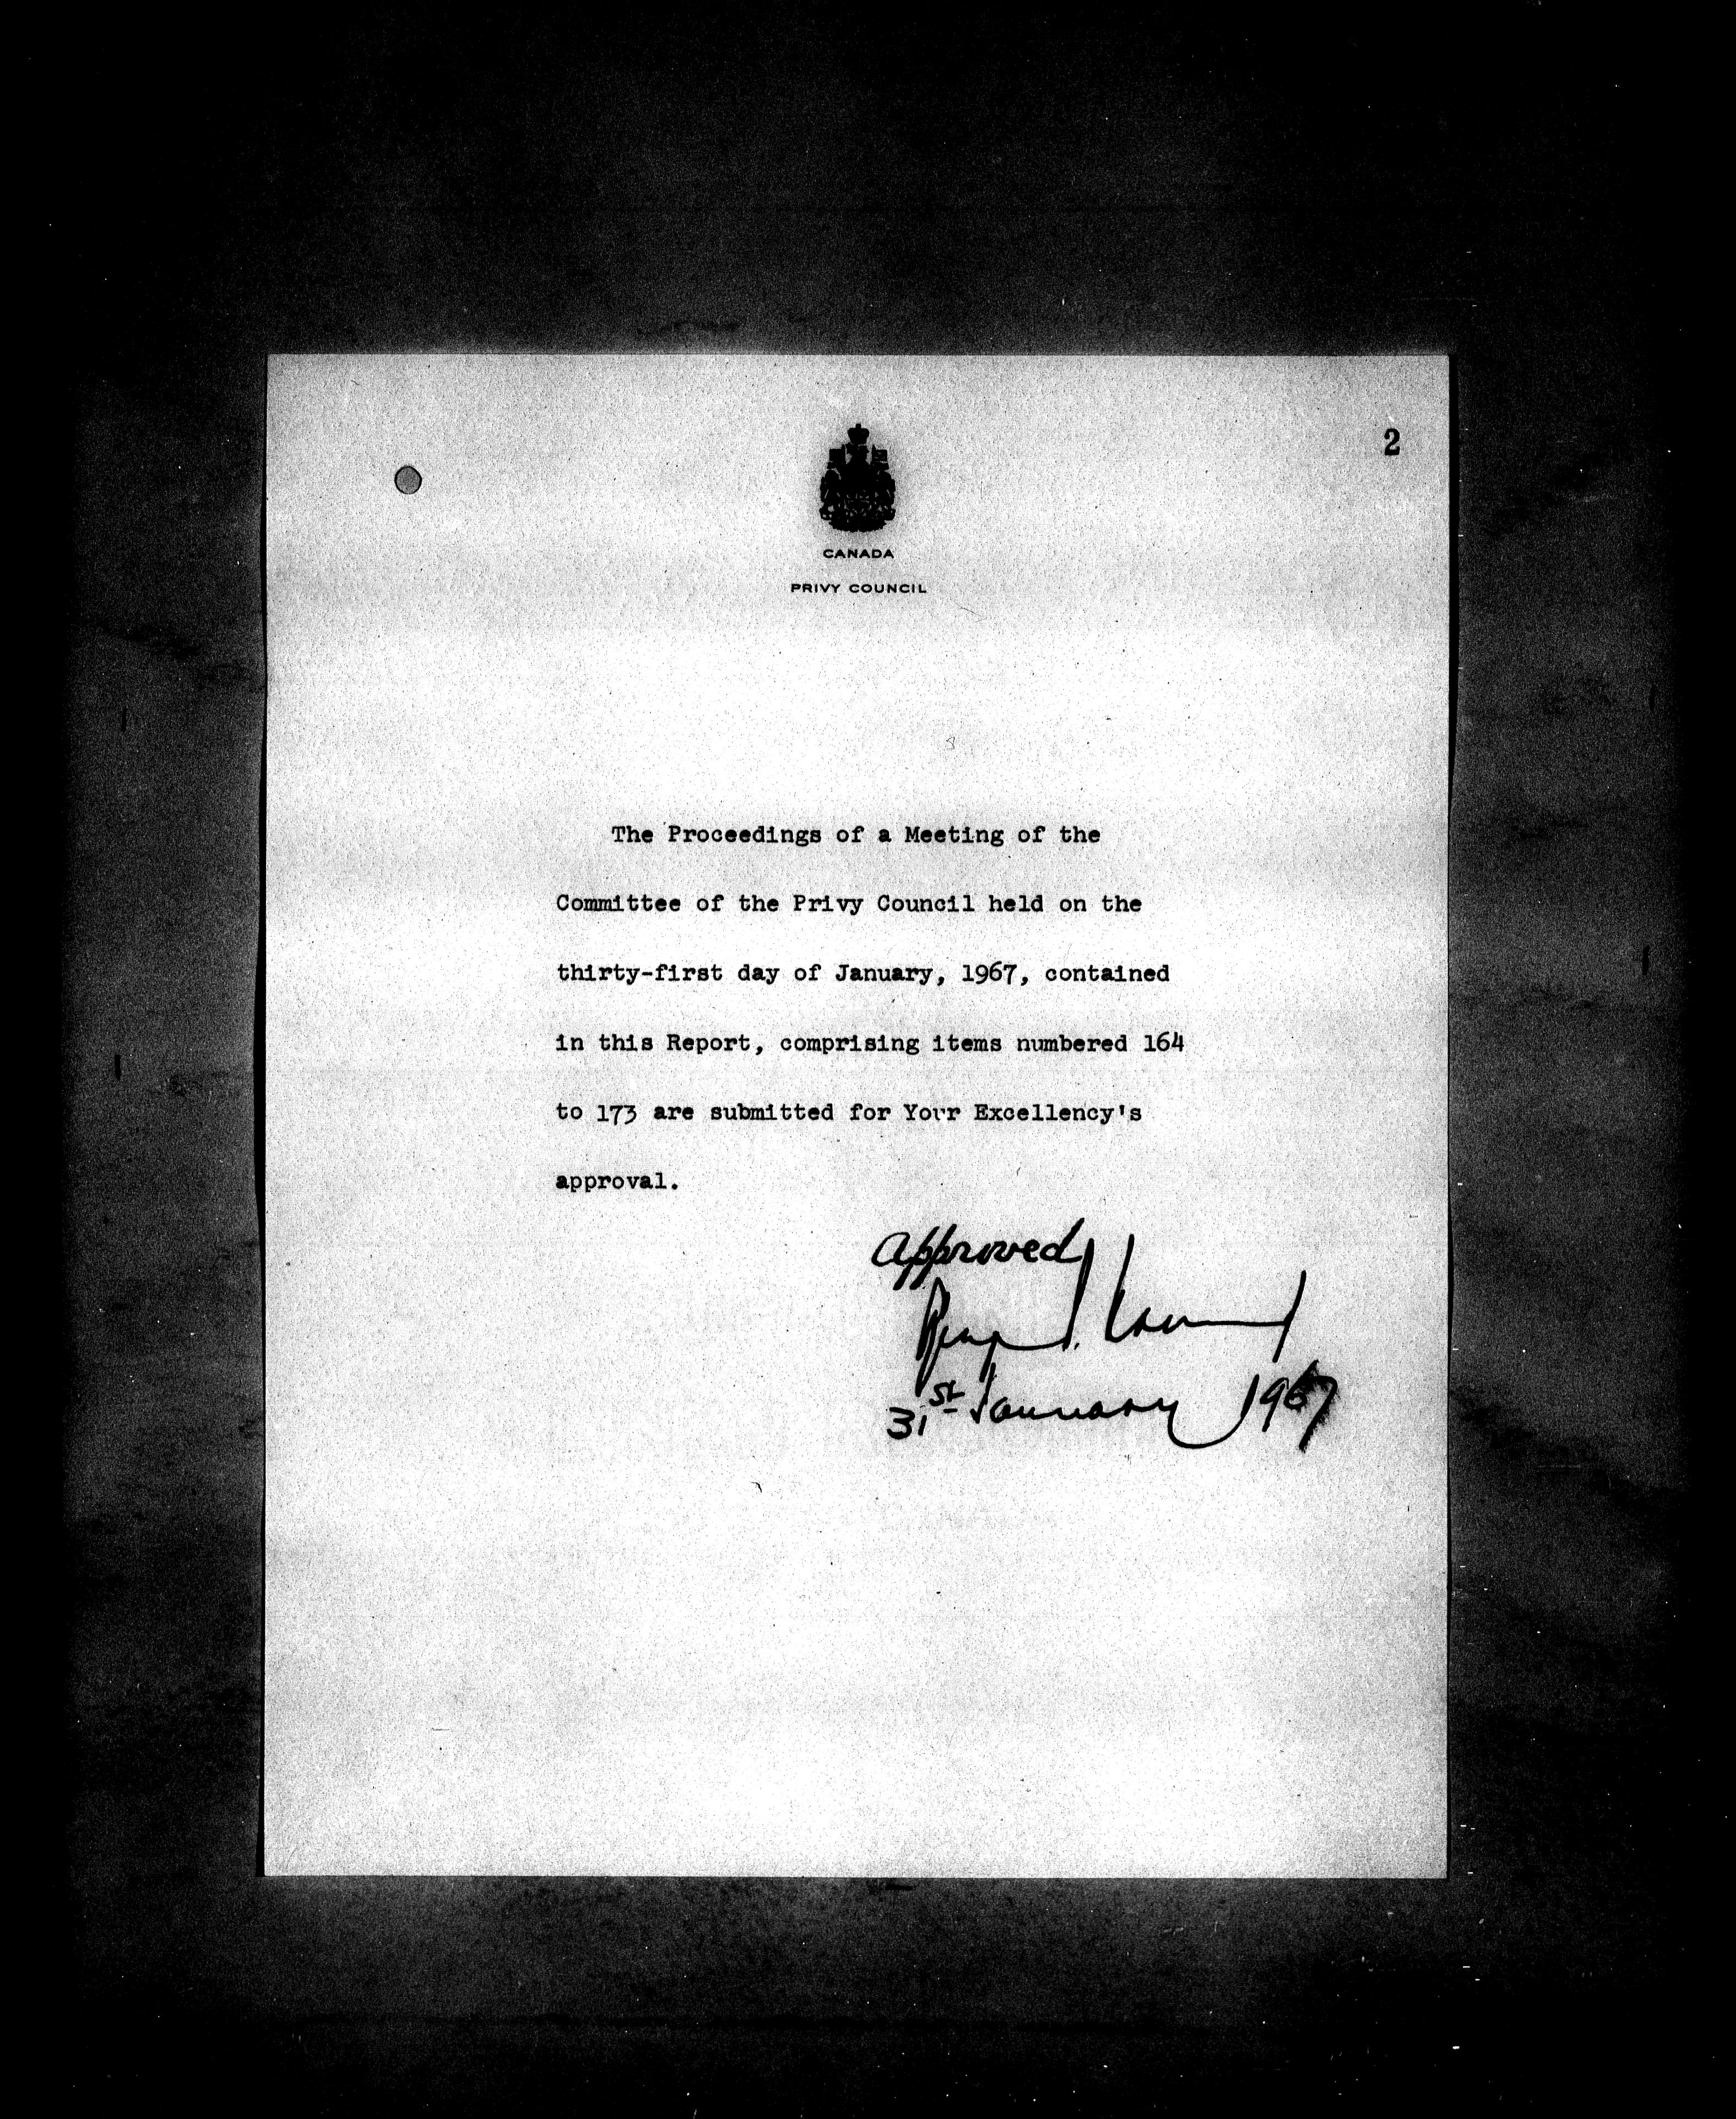 2
CANADA
PRIVY COUNCIL
The Proceedings of a Meeting of the
Committee of the Privy Council held on the
thirty-first day of January, 1967, contained
in this Report, comprising items numbered 164
to 173 are submitted for Your Excellency's
approval.
approved
31st January 1967